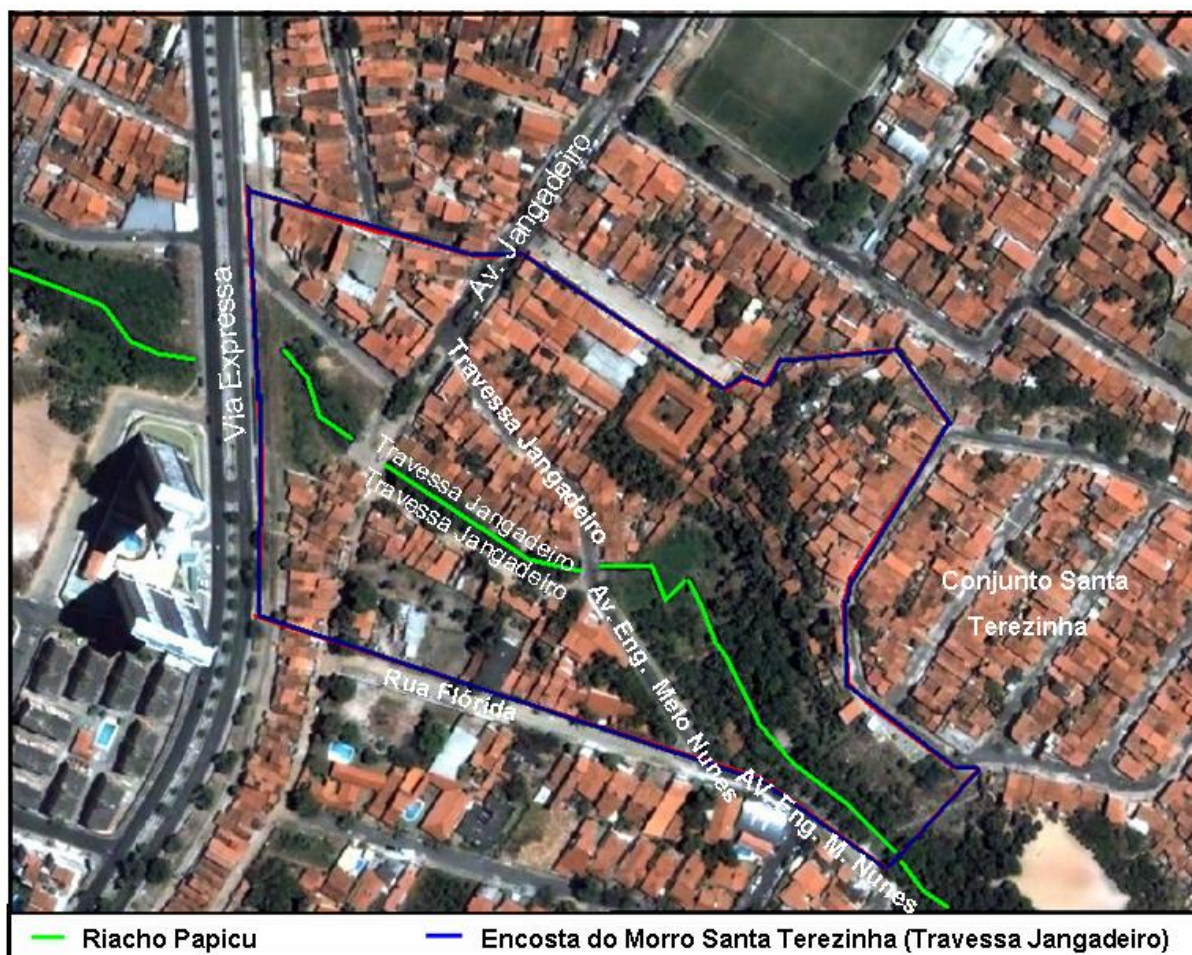 Av. Jangadeiro
Via Expressa
Travessa Jangadeiro
Travessa Jangadeiro
Travessa Jangadeiro
Av. Eng. Melo Nunes
Conjunto Santa
Terezinha
Rua Flórida
AV. Eng. M. Nunes
Riacho Papicu
Encosta do Morro Santa Terezinha (Travessa Jangadeiro)